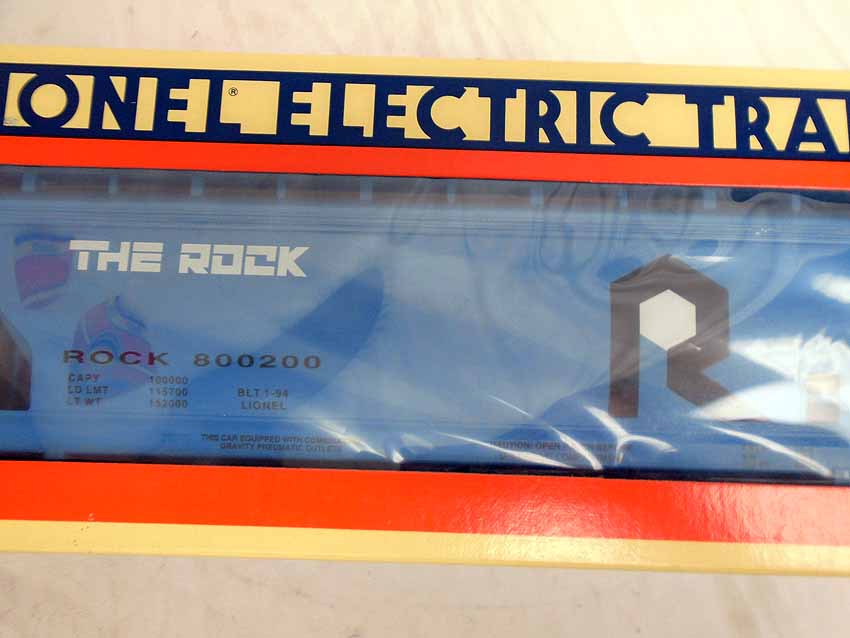 IONEL® ELECTRIC TRA
THE ROCK
R
ROCK 800200
CAPY 100000
LD LMT 115700 BLT 1-94
LT WT 152000 LIONEL
THIS CAR EQUIPPED WITH
GRAVITY PNEUMATIC OUTLETS